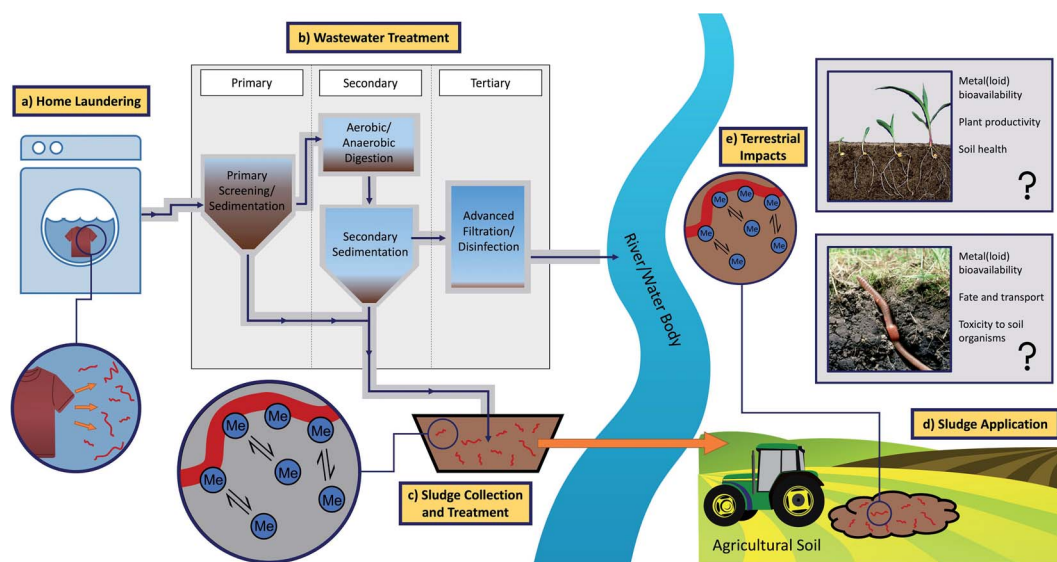 a) Home Laundering
b) Wastewater Treatment
Primary
Secondary
Tertiary
Primary
Screening/
Sedimentation
Aerobic/
Anaerobic
Digestion
Secondary
Sedimentation
Advanced
Filtration/
Disinfection
River/Water Body
Me
Me
Me
Me
Me
Me
Me
c) Sludge Collection
and Treatment
e) Terrestrial
Impacts
Me
Me
Me
Me
Me
Me
Me
Metal(loid)
bioavailability
Plant productivity
Soil health
?
Metal(loid)
bioavailability
Fate and transport
Toxicity to soil
organisms
?
d) Sludge Application
Agricultural Soil